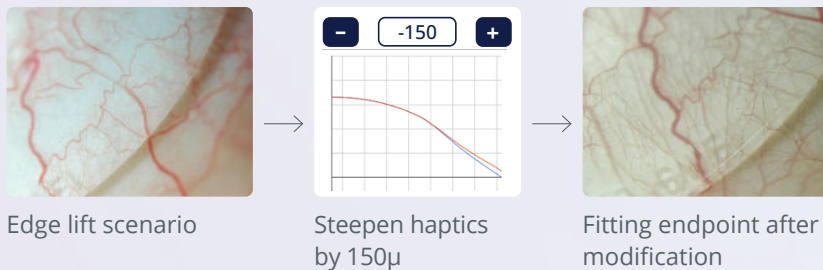 −
-150
+
Edge lift scenario
Steepen haptics
by 150µ
Fitting endpoint after
modification